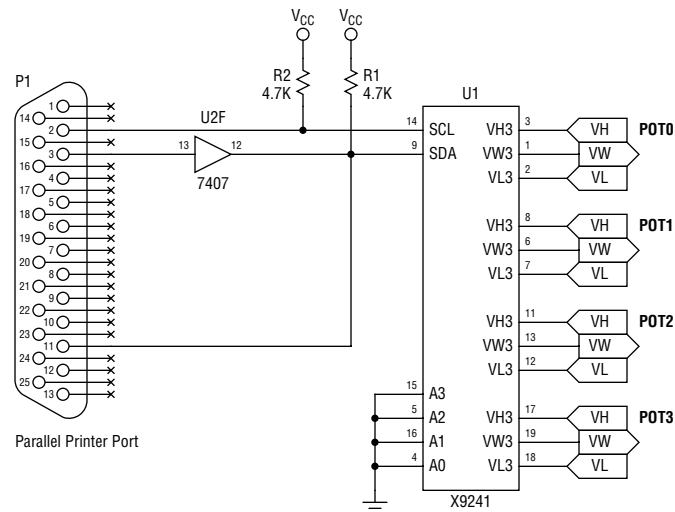 VCC VCC
R2 4.7K
R1 4.7K
P1
U2F
U1
1
14
2
15
3
16
4
17
5
18
6
19
7
20
8
21
9
22
10
23
11
24
12
25
13
13 12
7407
14 SCL
9 SDA
15 A3
5 A2
16 A1
4 A0
VH3 3 VH POT0
VW3 1 VW
VL3 2 VL
VH3 8 VH POT1
VW3 6 VW
VL3 7 VL
VH3 11 VH POT2
VW3 13 VW
VL3 12 VL
VH3 17 VH POT3
VW3 19 VW
VL3 18 VL
Parallel Printer Port
X9241